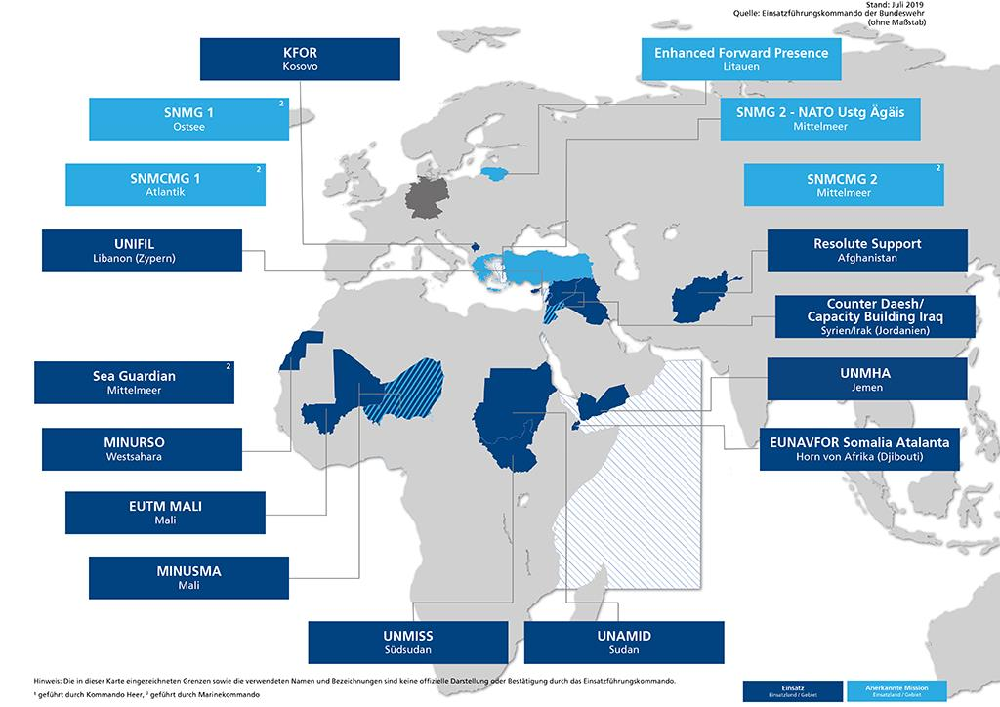 Stand: Juli 2019
Quelle: Einsatzführungskommando der Bundeswehr
(ohne Maßstab)
KFOR
Kosovo
Enhanced Forward Presence
Litauen
SNMG 1 2
Ostsee
SNMG 2 - NATO Ustg Ägäis
Mittelmeer
SNMCMG 1 2
Atlantik
SNMCMG 2 2
Mittelmeer
UNIFIL
Libanon (Zypern)
Resolute Support
Afghanistan
Counter Daesh/
Capacity Building Iraq
Syrien/Irak (Jordanien)
Sea Guardian 2
Mittelmeer
UNMHA
Jemen
MINURSO
Westsahara
EUNAVFOR Somalia Atalanta
Horn von Afrika (Djibouti)
EUTM MALI
Mali
MINUSMA
Mali
UNMISS
Südsudan
UNAMID
Sudan
Hinweis: Die in dieser Karte eingezeichneten Grenzen sowie die verwendeten Namen und Bezeichnungen sind keine offizielle Darstellung oder Bestätigung durch das Einsatzführungskommando.
¹ geführt durch Kommando Heer, ² geführt durch Marinekommando
Einsatz
Einsatzland / Gebiet
Anerkannte Mission
Einsatzland / Gebiet